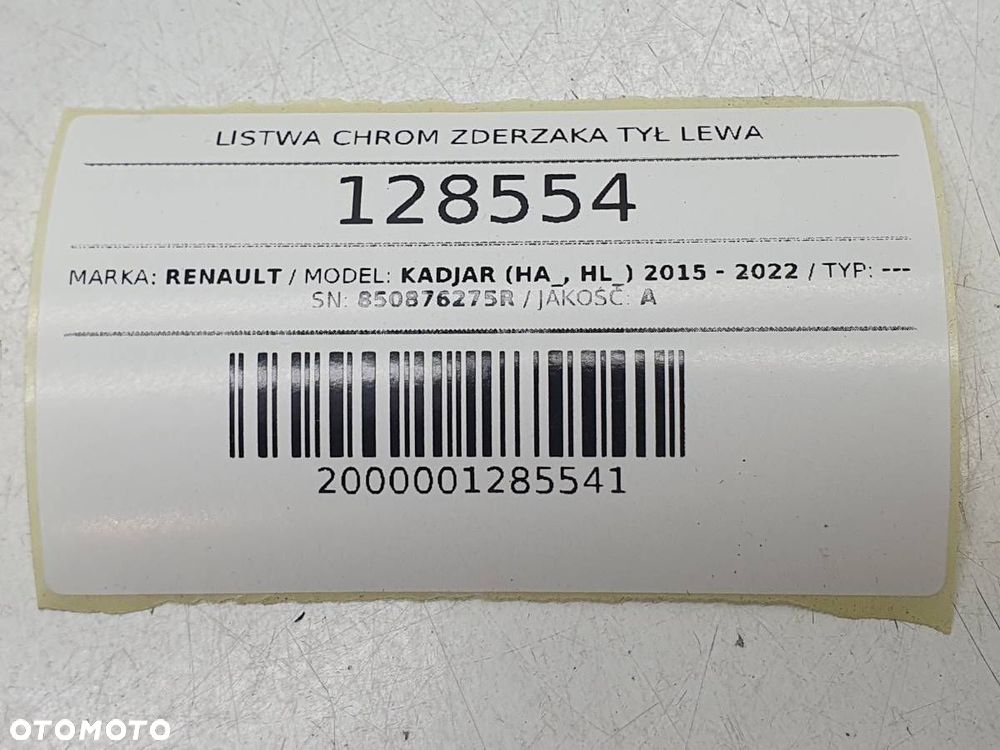 LISTWA CHROM ZDERZAKA TYŁ LEWA
128554
MARKA: RENAULT / MODEL: KADJAR (HA_, HL_) 2015 - 2022 / TYP: ---
SN: 850876275R / JAKOŚĆ: A
2000001285541
OTOMOTO